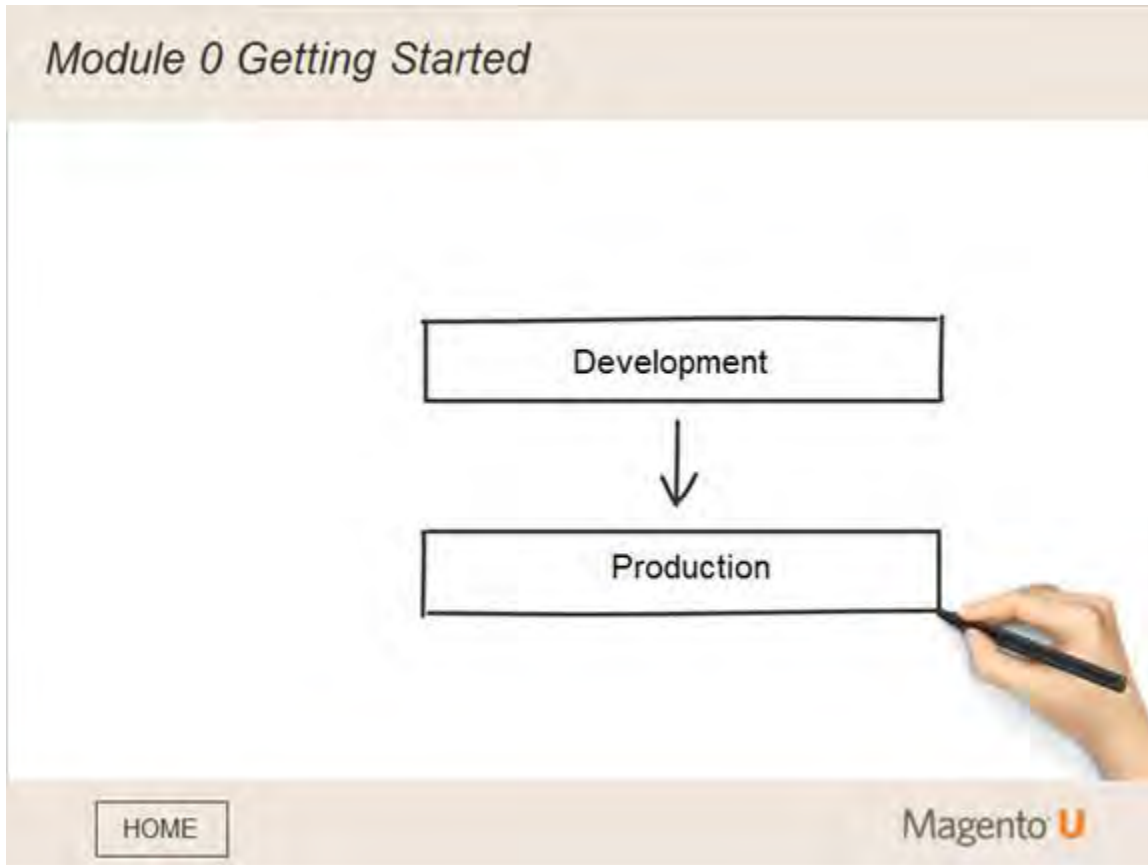 Module 0 Getting Started
Development
Production
HOME
Magento U